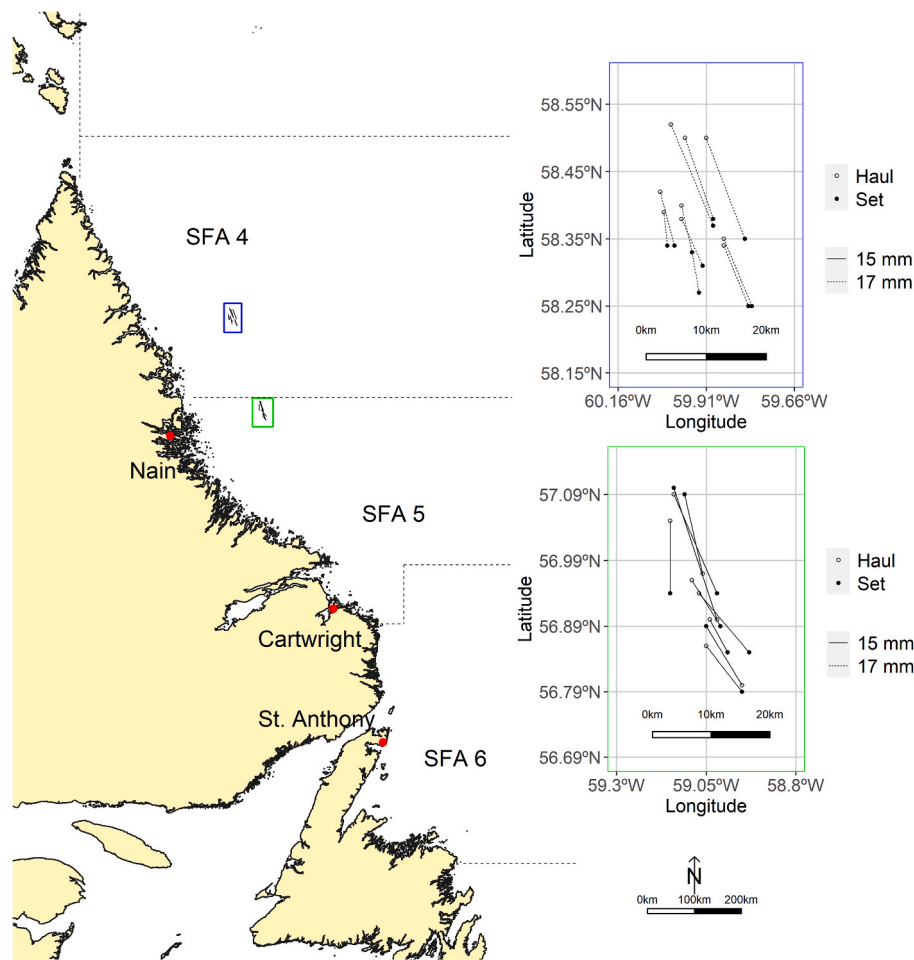 SFA 4
Nain
SFA 5
Cartwright
St. Anthony
SFA 6
58.55ºN
58.45ºN
58.35ºN
58.25ºN
58.15ºN
Latitude
0km 10km 20km
60.16ºW 59.91ºW 59.66ºW
Longitude
Haul
Set
15 mm
17 mm
57.09ºN
56.99ºN
56.89ºN
56.79ºN
56.69ºN
Latitude
0km 10km 20km
59.3ºW 59.05ºW 58.8ºW
Longitude
Haul
Set
15 mm
17 mm
N
0km 100km 200km